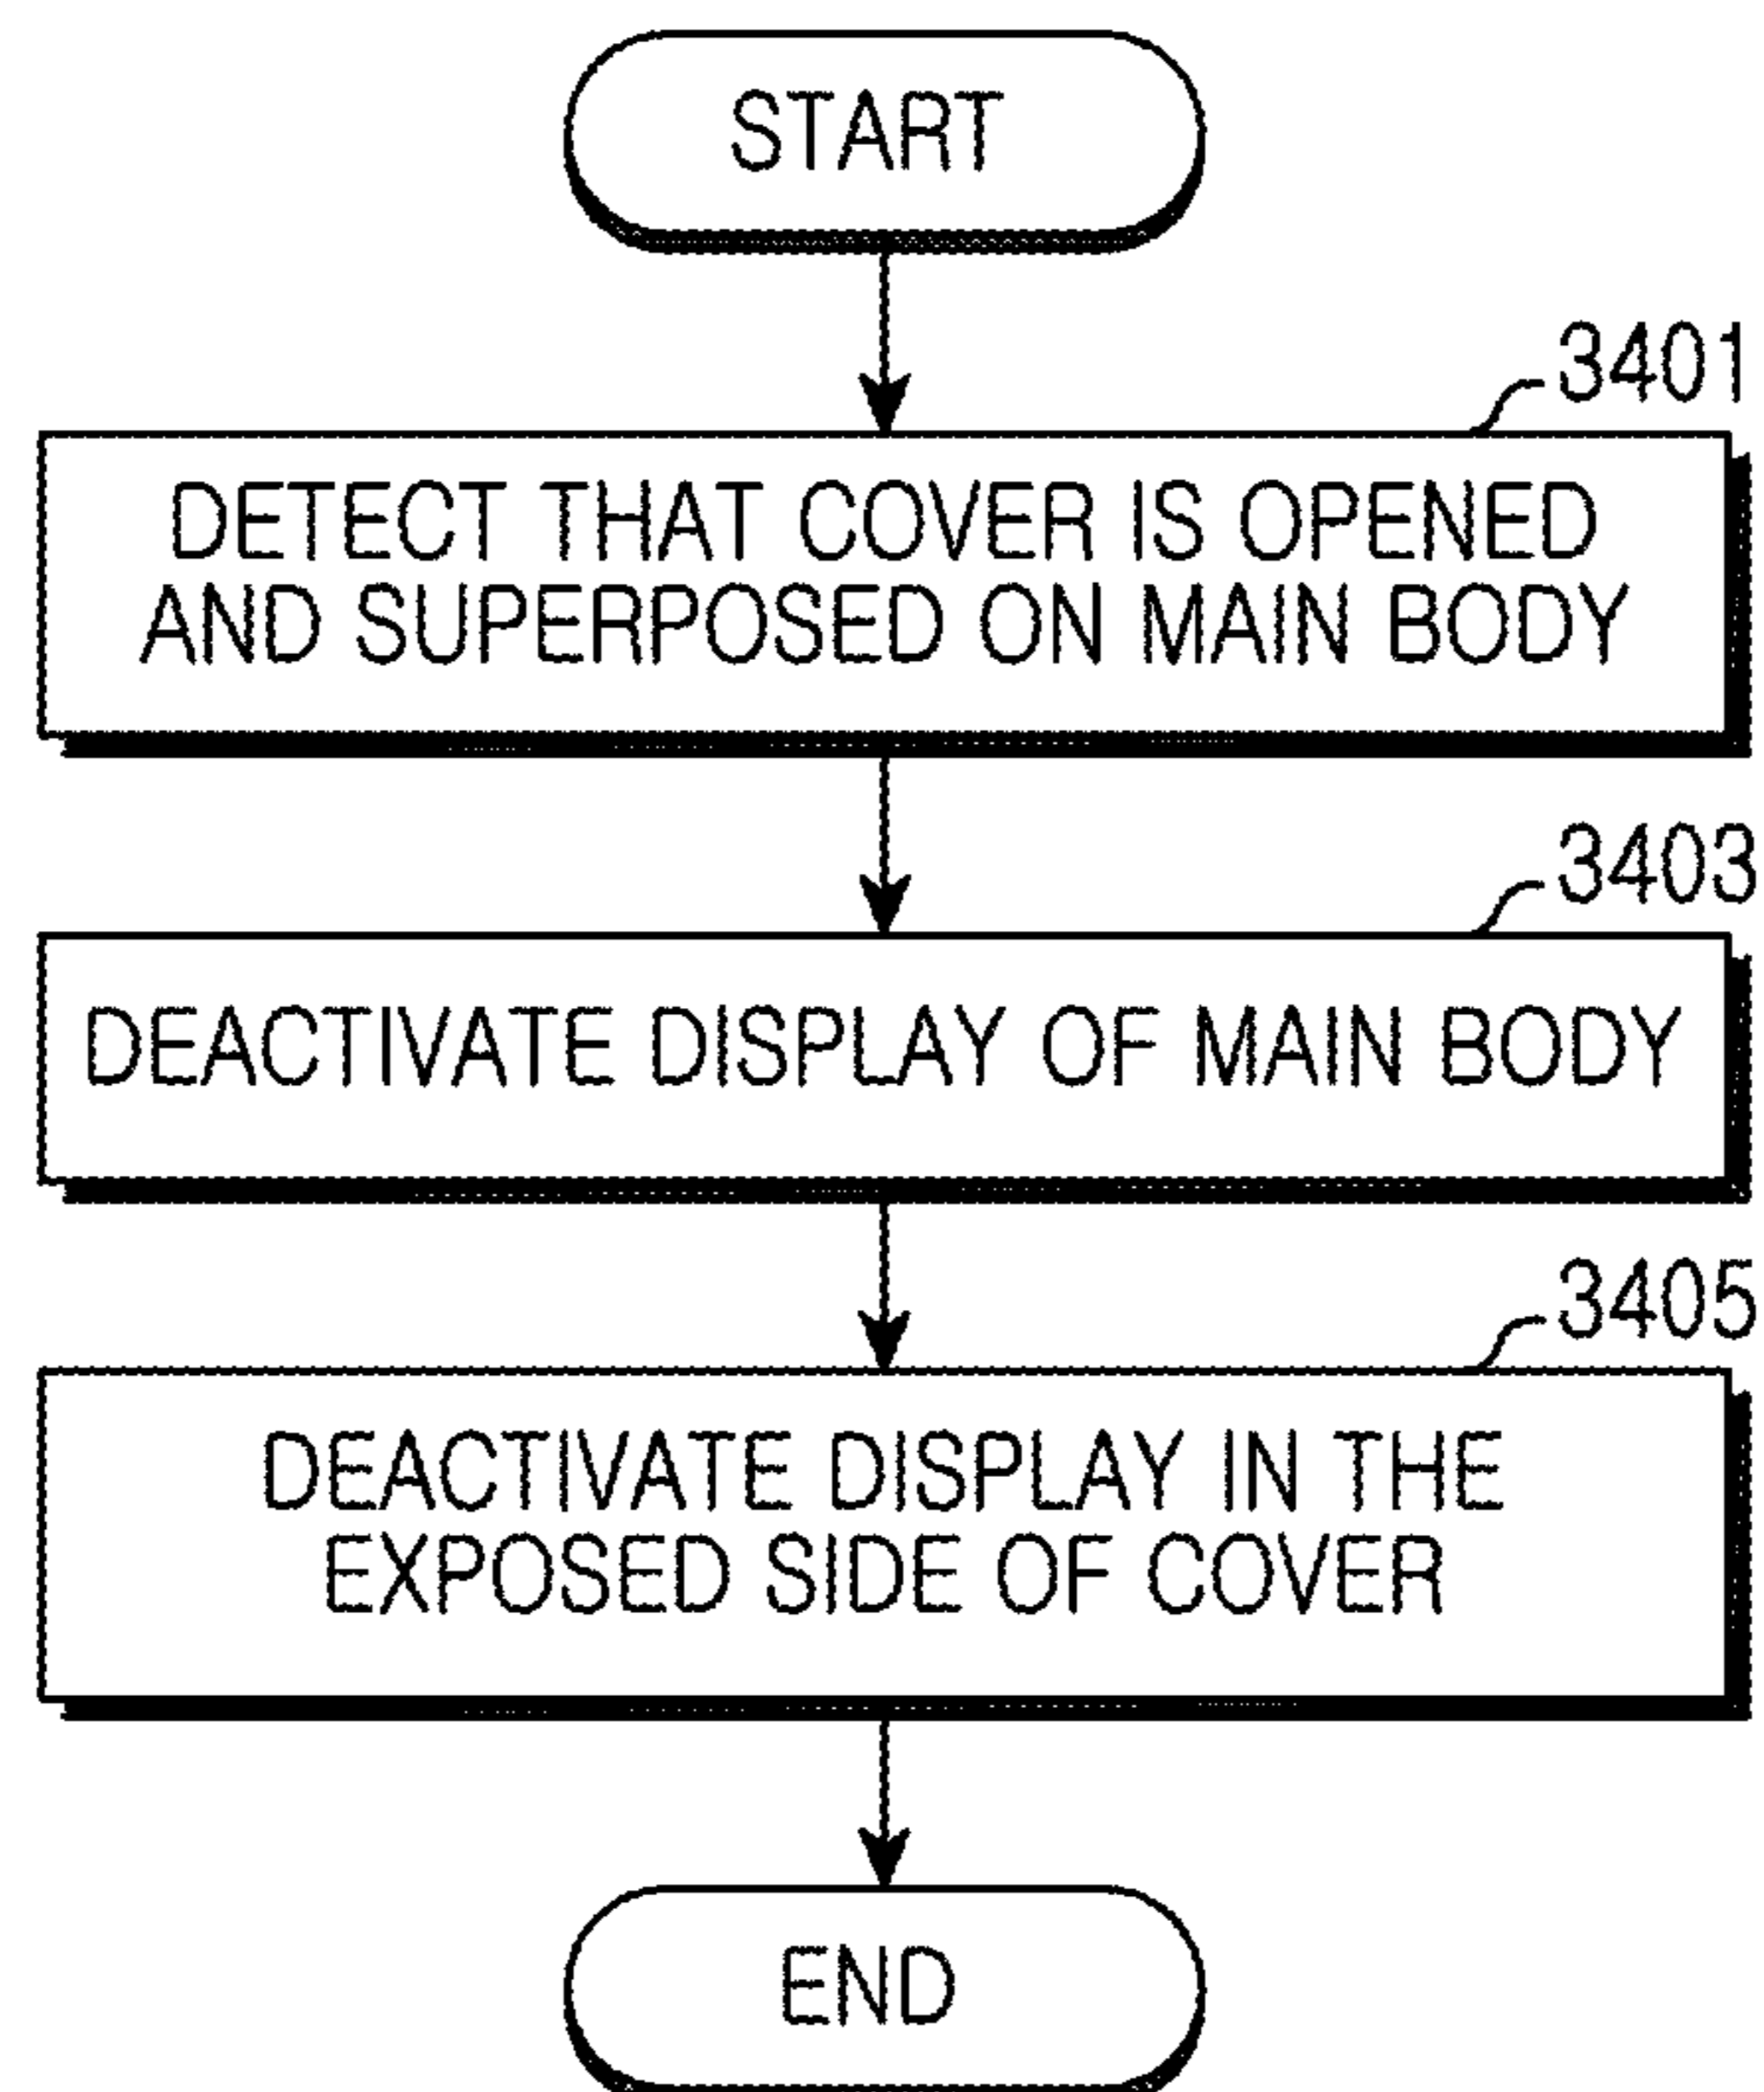 START
3401
DETECT THAT COVER IS OPENED
AND SUPERPOSED ON MAIN BODY
3403
DEACTIVATE DISPLAY OF MAIN BODY
3405
DEACTIVATE DISPLAY IN THE
EXPOSED SIDE OF COVER
END